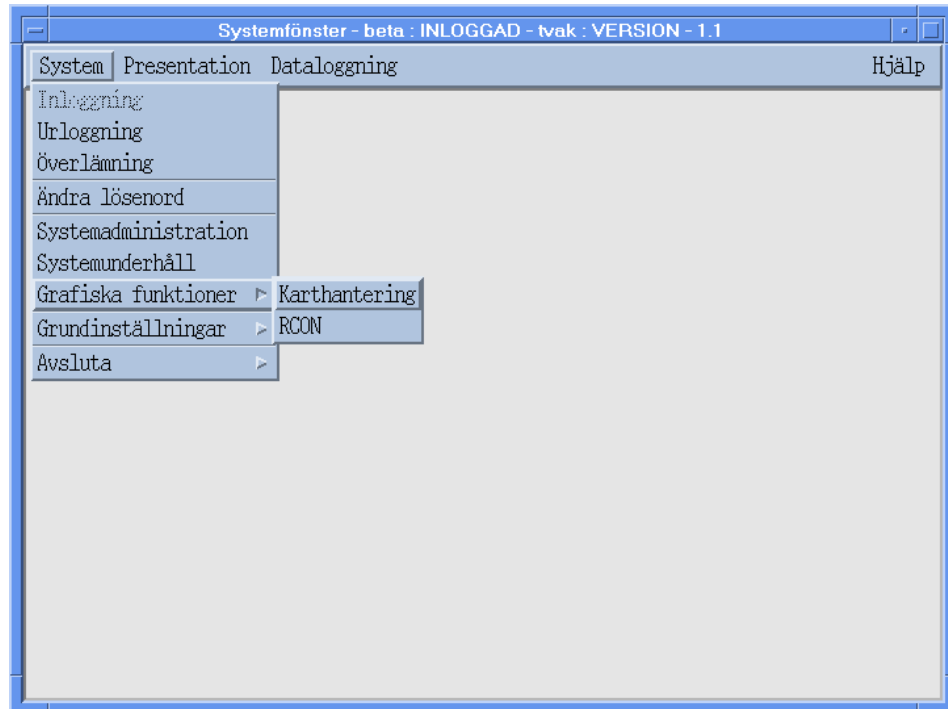 Systemfönster - beta : INLOGGAD - tvak : VERSION - 1.1
System Presentation Dataloggning Hjälp
Inloggning
Urloggning
Överlämning
Ändra lösenord
Systemadministration
Systemunderhåll
Grafiska funktioner Karthantering
Grundinställningar RCON
Avsluta